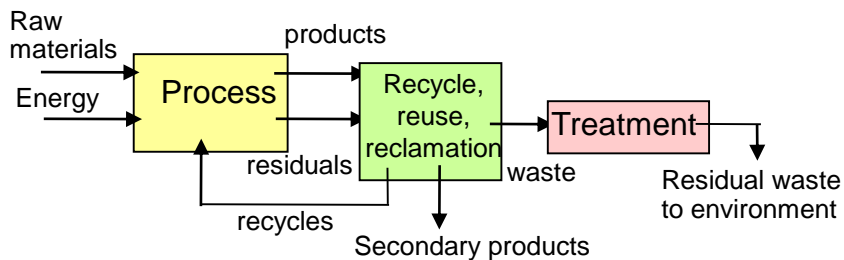 Raw
materials
Energy
Process
products
residuals
recycles
Recycle,
reuse,
reclamation
Secondary products
waste
Treatment
Residual waste
to environment